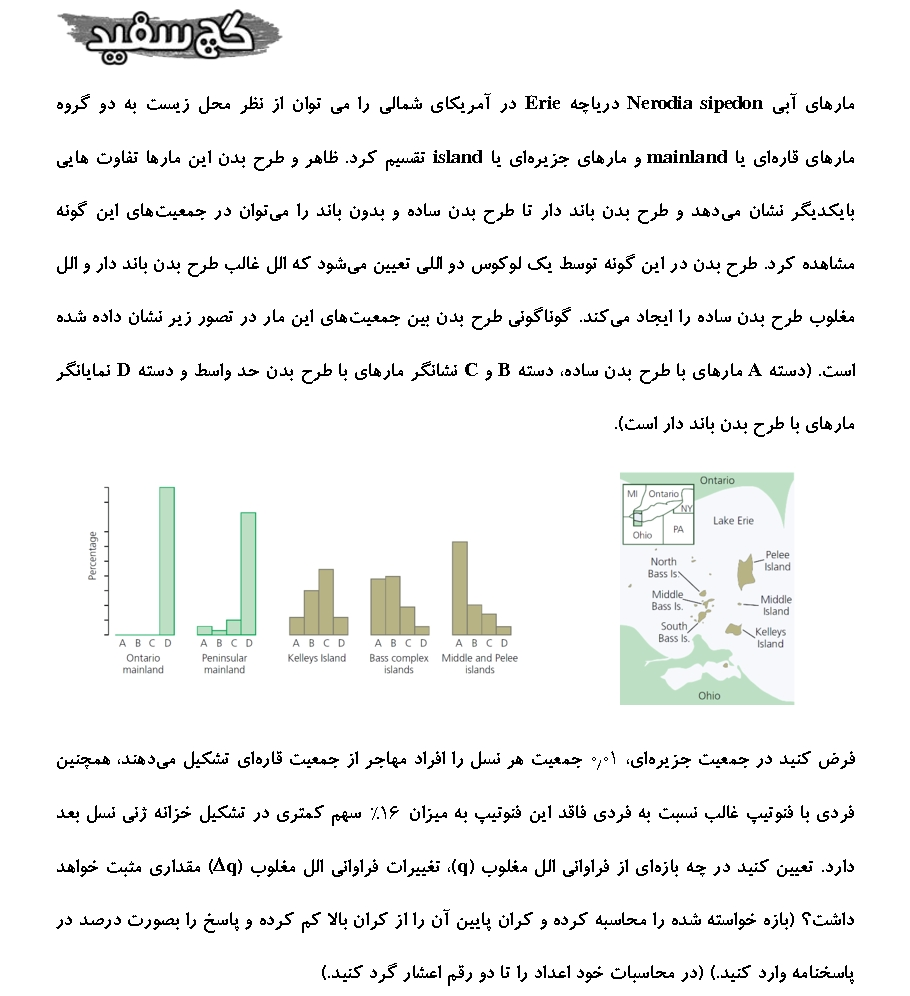 گچ سفید
مارهای آبی Nerodia sipedon دریاچه Erie در آمریکای شمالی را می توان از نظر محل زیست به دو گروه
مارهای قاره‌ای یا mainland و مارهای جزیره‌ای یا island تقسیم کرد. ظاهر و طرح بدن این مارها تفاوت هایی
بایکدیگر نشان می‌دهد و طرح بدن باند دار تا طرح بدن ساده و بدون باند را می‌توان در جمعیت‌های این گونه
مشاهده کرد. طرح بدن در این گونه توسط یک لوکوس دو اللی تعیین می‌شود که الل غالب طرح بدن باند دار و الل
مغلوب طرح بدن ساده را ایجاد می‌کند. گوناگونی طرح بدن بین جمعیت‌های این مار در تصور زیر نشان داده شده
است. (دسته A مارهای با طرح بدن ساده، دسته B و C نشانگر مارهای با طرح بدن حد واسط و دسته D نمایانگر
مارهای با طرح بدن باند دار است).
Percentage
A B C D
Ontario
mainland
A B C D
Peninsular
mainland
A B C D
Kelleys Island
A B C D
Bass complex
islands
A B C D
Middle and Pelee
islands
Ontario
MI
Ontario
NY
PA
Ohio
Lake Erie
North
Bass Is.
Pelee
Island
Middle
Bass Is.
Middle
Island
South
Bass Is.
Kelleys
Island
Ohio
فرض کنید در جمعیت جزیره‌ای، ۰٫۰۱ جمعیت هر نسل را افراد مهاجر از جمعیت قاره‌ای تشکیل می‌دهند، همچنین
فردی با فنوتیپ غالب نسبت به فردی فاقد این فنوتیپ به میزان ۱۶٪ سهم کمتری در تشکیل خزانه ژنی نسل بعد
دارد. تعیین کنید در چه بازه‌ای از فراوانی الل مغلوب (q)، تغییرات فراوانی الل مغلوب (Δq) مقداری مثبت خواهد
داشت؟ (بازه خواسته شده را محاسبه کرده و کران پایین آن را از کران بالا کم کرده و پاسخ را بصورت درصد در
پاسخنامه وارد کنید.) (در محاسبات خود اعداد را تا دو رقم اعشار گرد کنید.)